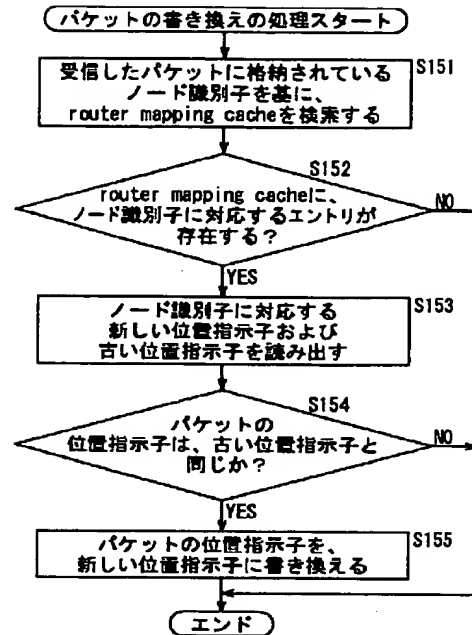 パケットの書き換えの処理スタート
受信したパケットに格納されている
ノード識別子を基に、
router mapping cacheを検索する
S151
S152
router mapping cacheに、
ノード識別子に対応するエントリが
存在する？
NO
YES
ノード識別子に対応する
新しい位置指示子および
古い位置指示子を読み出す
S153
S154
パケットの
位置指示子は、古い位置指示子と
同じか？
NO
YES
パケットの位置指示子を、
新しい位置指示子に書き換える
S155
エンド